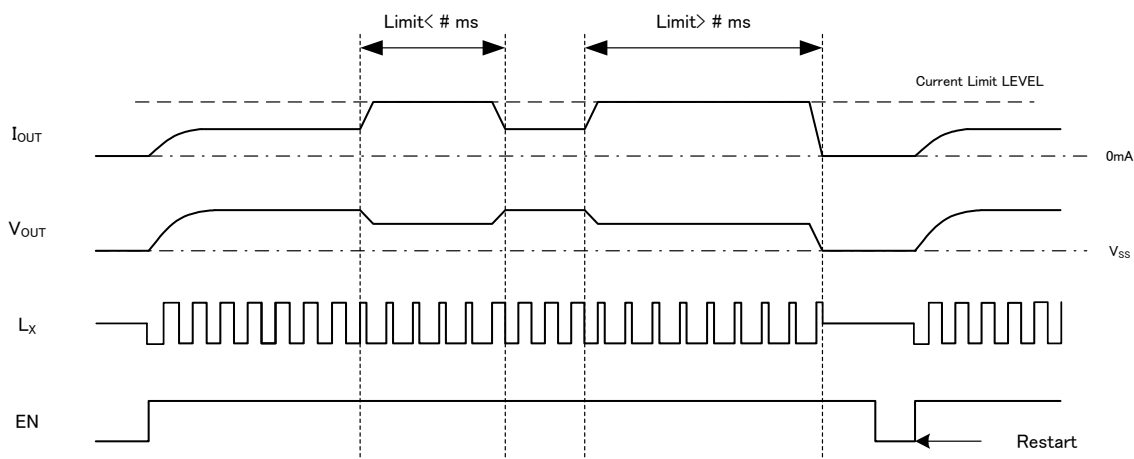 Limit< # ms
Limit> # ms
Current Limit LEVEL
IOUT
0mA
VOUT
VSS
LX
EN
Restart